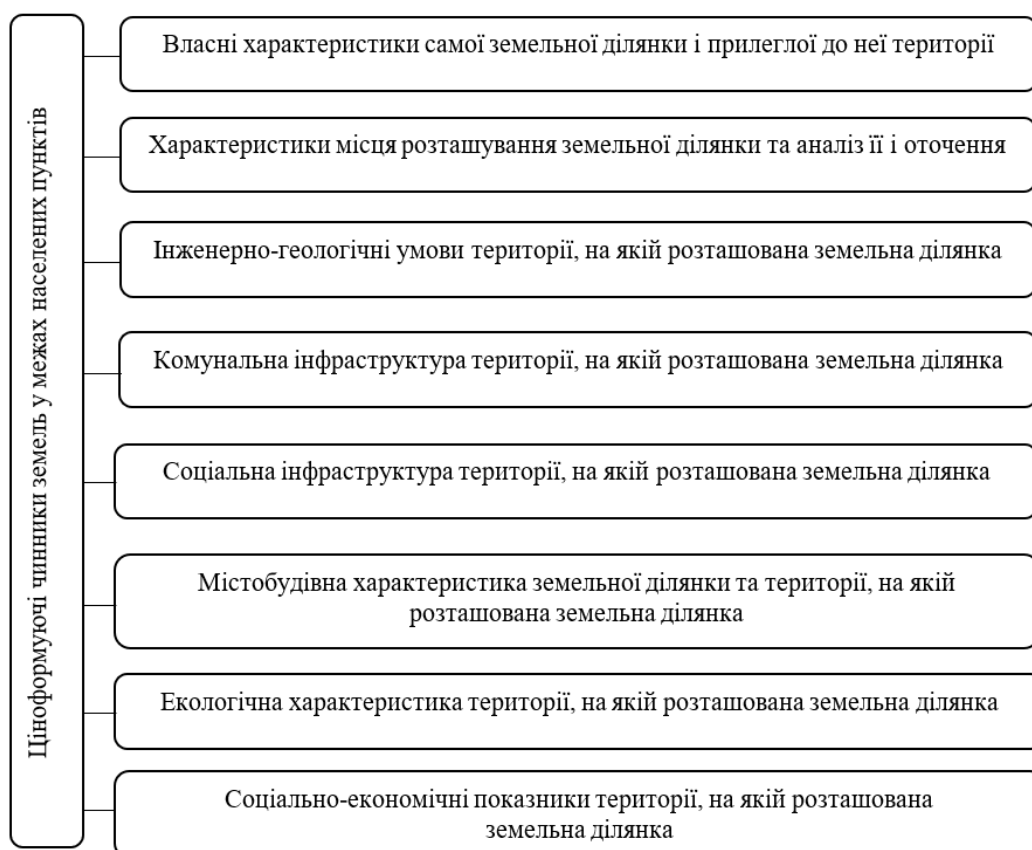 Ціноформуючі чинники земель у межах населених пунктів
Власні характеристики самої земельної ділянки і прилеглої до неї території
Характеристики місця розташування земельної ділянки та аналіз її і оточення
Інженерно-геологічні умови території, на якій розташована земельна ділянка
Комунальна інфраструктура території, на якій розташована земельна ділянка
Соціальна інфраструктура території, на якій розташована земельна ділянка
Містобудівна характеристика земельної ділянки та території, на якій
розташована земельна ділянка
Екологічна характеристика території, на якій розташована земельна ділянка
Соціально-економічні показники території, на якій розташована
земельна ділянка